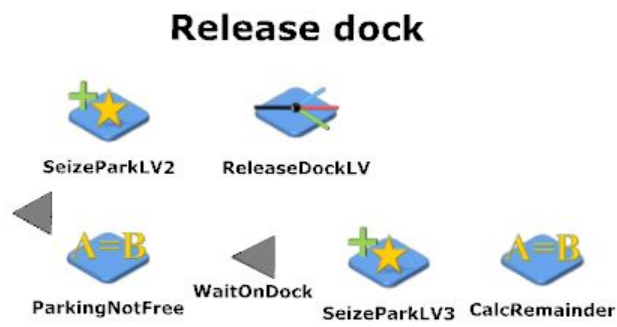 Release dock
SeizeParkLV2
ReleaseDockLV
A=B
ParkingNotFree
WaitOnDock
SeizeParkLV3
A=B
CalcRemainder